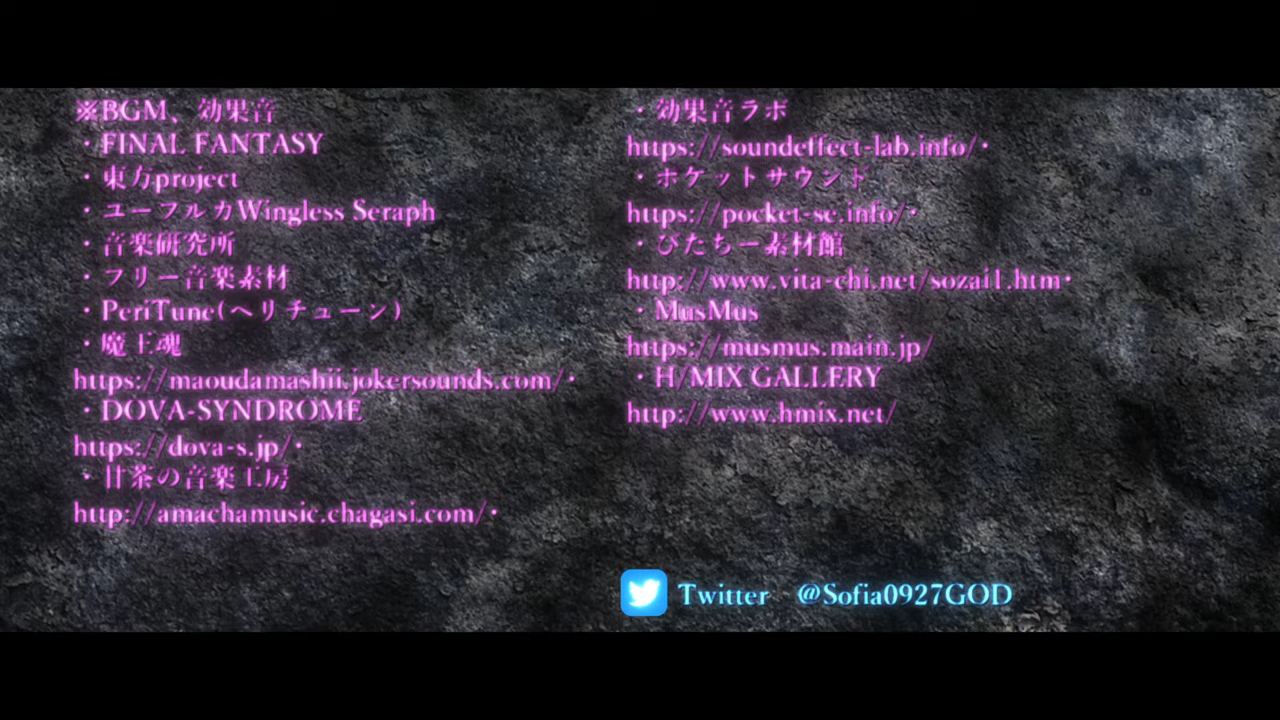 ※BGM、効果音
・FINAL FANTASY
・東方project
・ユーフルカWingless Seraph
・音楽研究所
・フリー音楽素材
・PeriTune(ペリチューン)
・魔王魂
https://maoudamashii.jokersounds.com/・
・DOVA-SYNDROME
https://dova-s.jp/・
・甘茶の音楽工房
http://amachamusic.chagasi.com/・
・効果音ラボ
https://soundeffect-lab.info/・
・ポケットサウンド
https://pocket-se.info/・
・びたちー素材館
http://www.vita-chi.net/sozai1.htm・
・MusMus
https://musmus.main.jp/
・H/MIX GALLERY
http://www.hmix.net/
Twitter @Sofia0927GOD